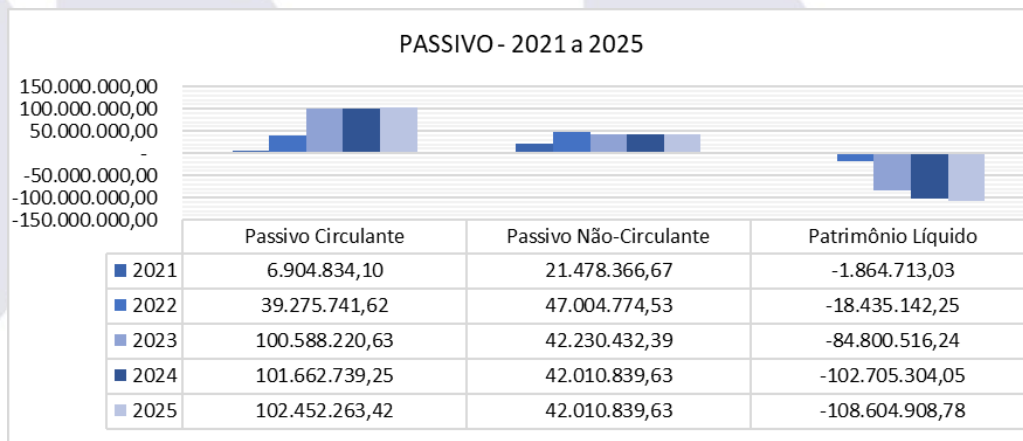 PASSIVO - 2021 a 2025
150.000.000,00
100.000.000,00
50.000.000,00
-
-50.000.000,00
-100.000.000,00
-150.000.000,00
Passivo Circulante Passivo Não-Circulante Patrimônio Líquido
2021 6.904.834,10 21.478.366,67 -1.864.713,03
2022 39.275.741,62 47.004.774,53 -18.435.142,25
2023 100.588.220,63 42.230.432,39 -84.800.516,24
2024 101.662.739,25 42.010.839,63 -102.705.304,05
2025 102.452.263,42 42.010.839,63 -108.604.908,78